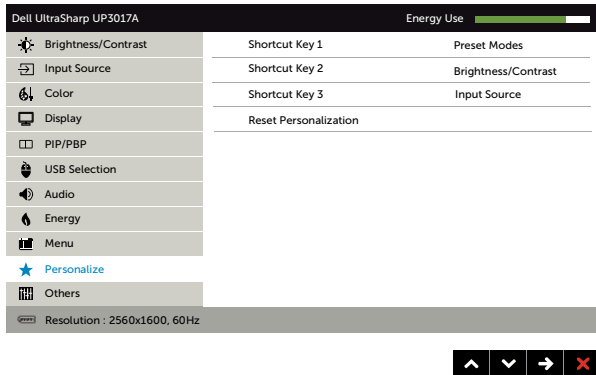 Dell UltraSharp UP3017A Energy Use
Brightness/Contrast Shortcut Key 1 Preset Modes
Input Source Shortcut Key 2 Brightness/Contrast
Color Shortcut Key 3 Input Source
Display Reset Personalization
PIP/PBP
USB Selection
Audio
Energy
Menu
Personalize
Others
Resolution : 2560x1600, 60Hz